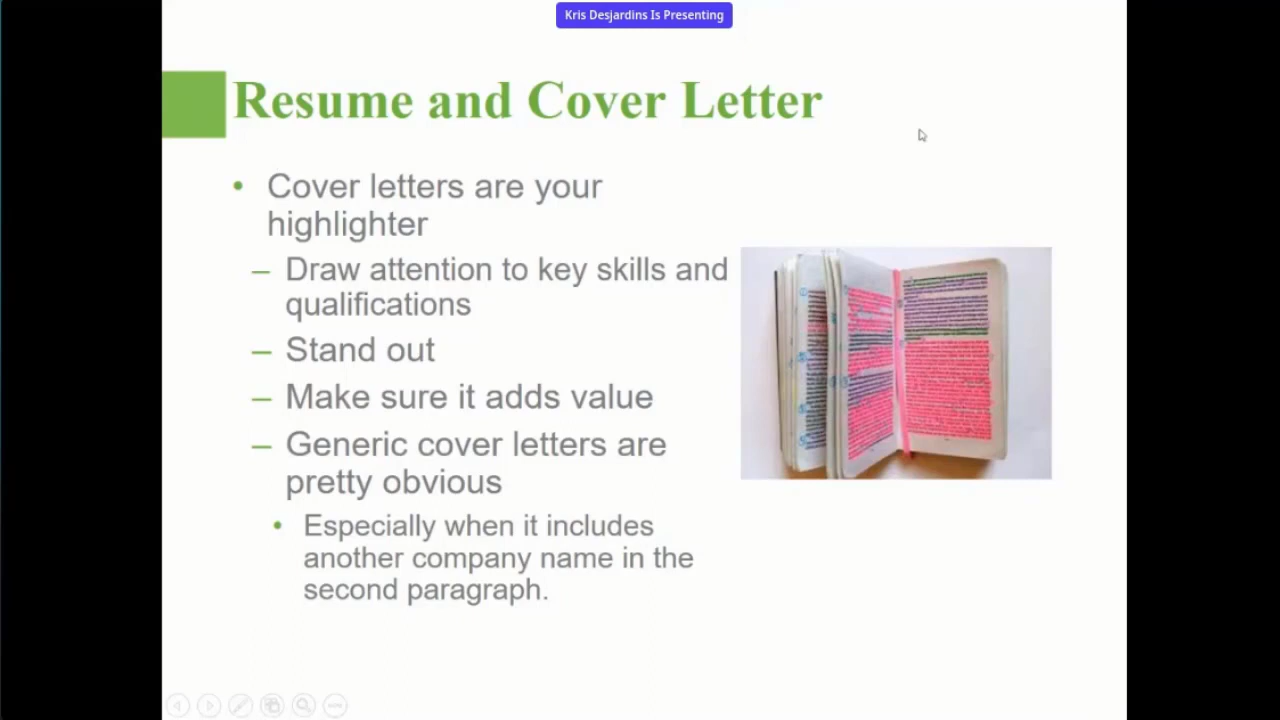 Kris Desjardins Is Presenting
Resume and Cover Letter
• Cover letters are your
highlighter
– Draw attention to key skills and
qualifications
– Stand out
– Make sure it adds value
– Generic cover letters are
pretty obvious
• Especially when it includes
another company name in the
second paragraph.